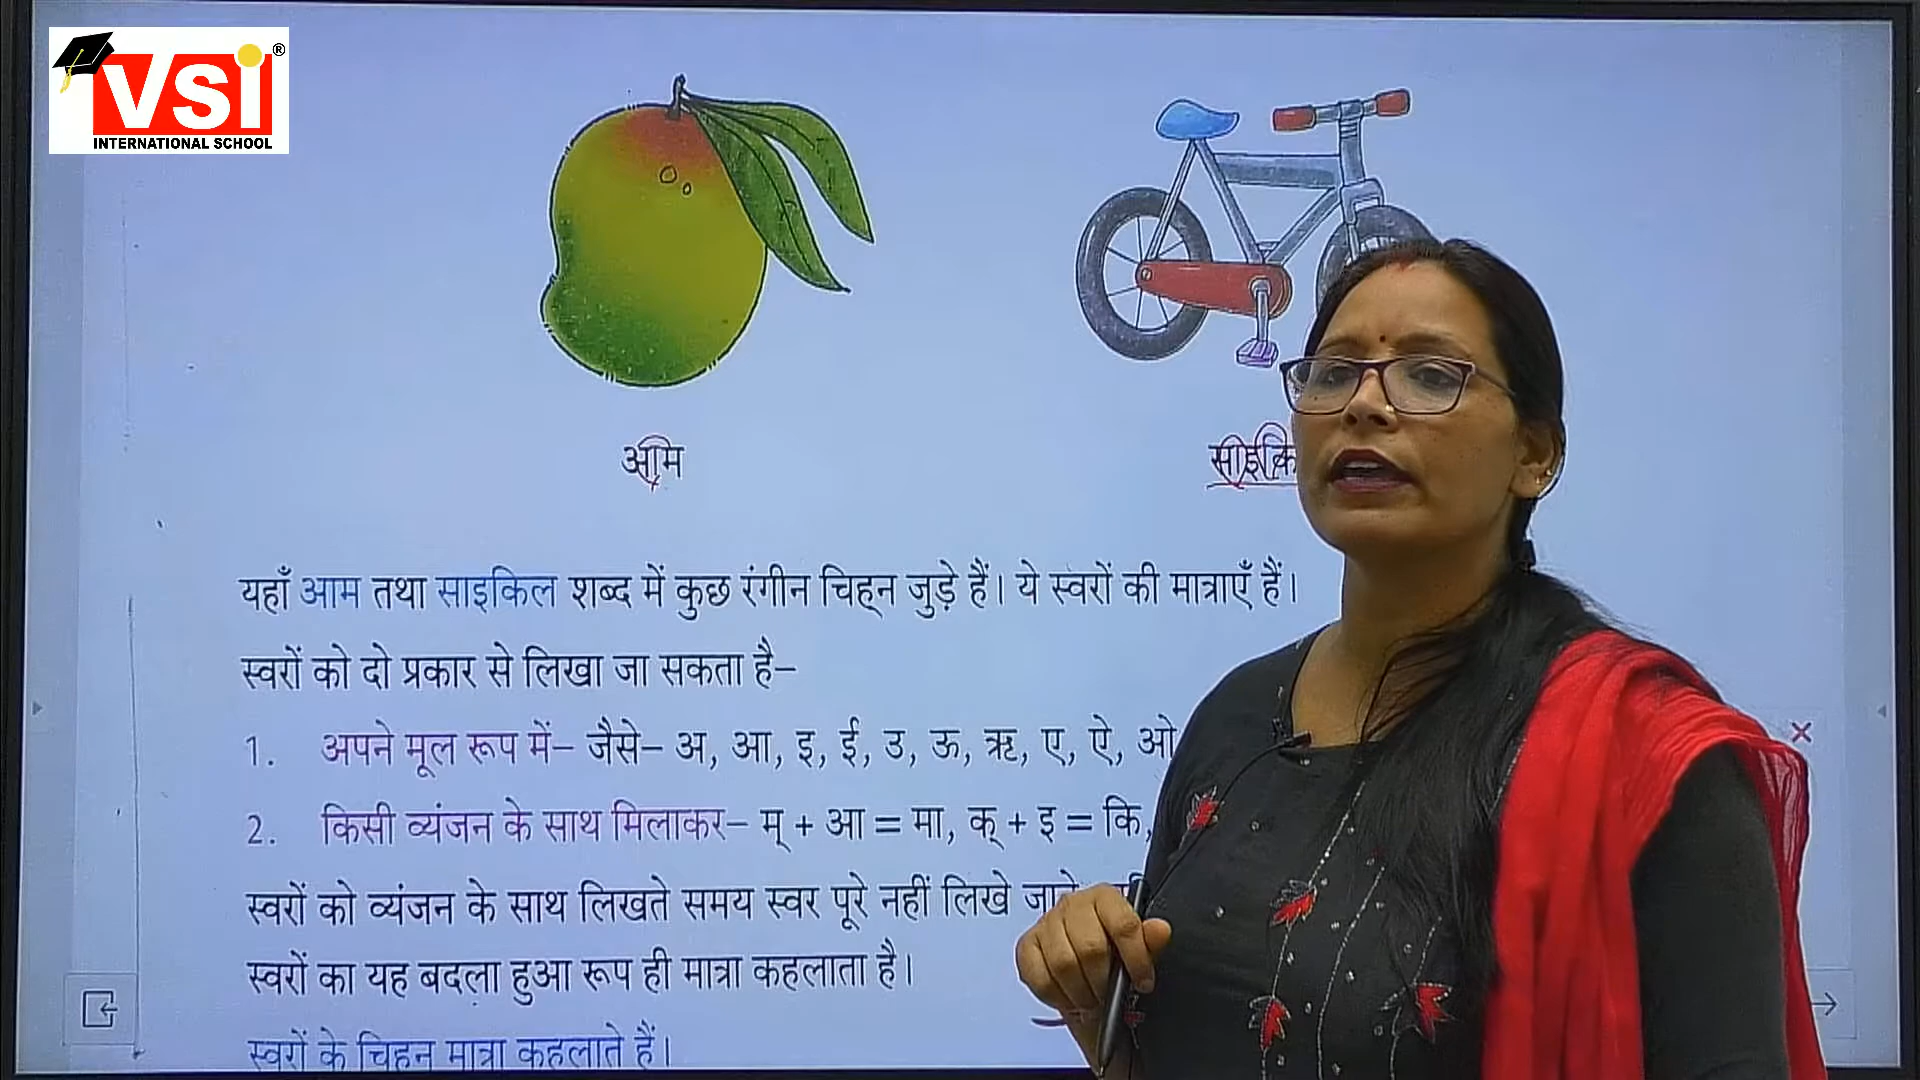 VSI ®
INTERNATIONAL SCHOOL
आम
साइकि
यहाँ आम तथा साइकिल शब्द में कुछ रंगीन चिह्न जुड़े हैं। ये स्वरों की मात्राएँ हैं।
स्वरों को दो प्रकार से लिखा जा सकता है–
1. अपने मूल रूप में– जैसे– अ, आ, इ, ई, उ, ऊ, ऋ, ए, ऐ, ओ
2. किसी व्यंजन के साथ मिलाकर– म् + आ = मा, क् + इ = कि,
स्वरों को व्यंजन के साथ लिखते समय स्वर पूरे नहीं लिखे
स्वरों का यह बदला हुआ रूप ही मात्रा कहलाता है।
स्वरों के चिह्न मात्रा कहलाते हैं।